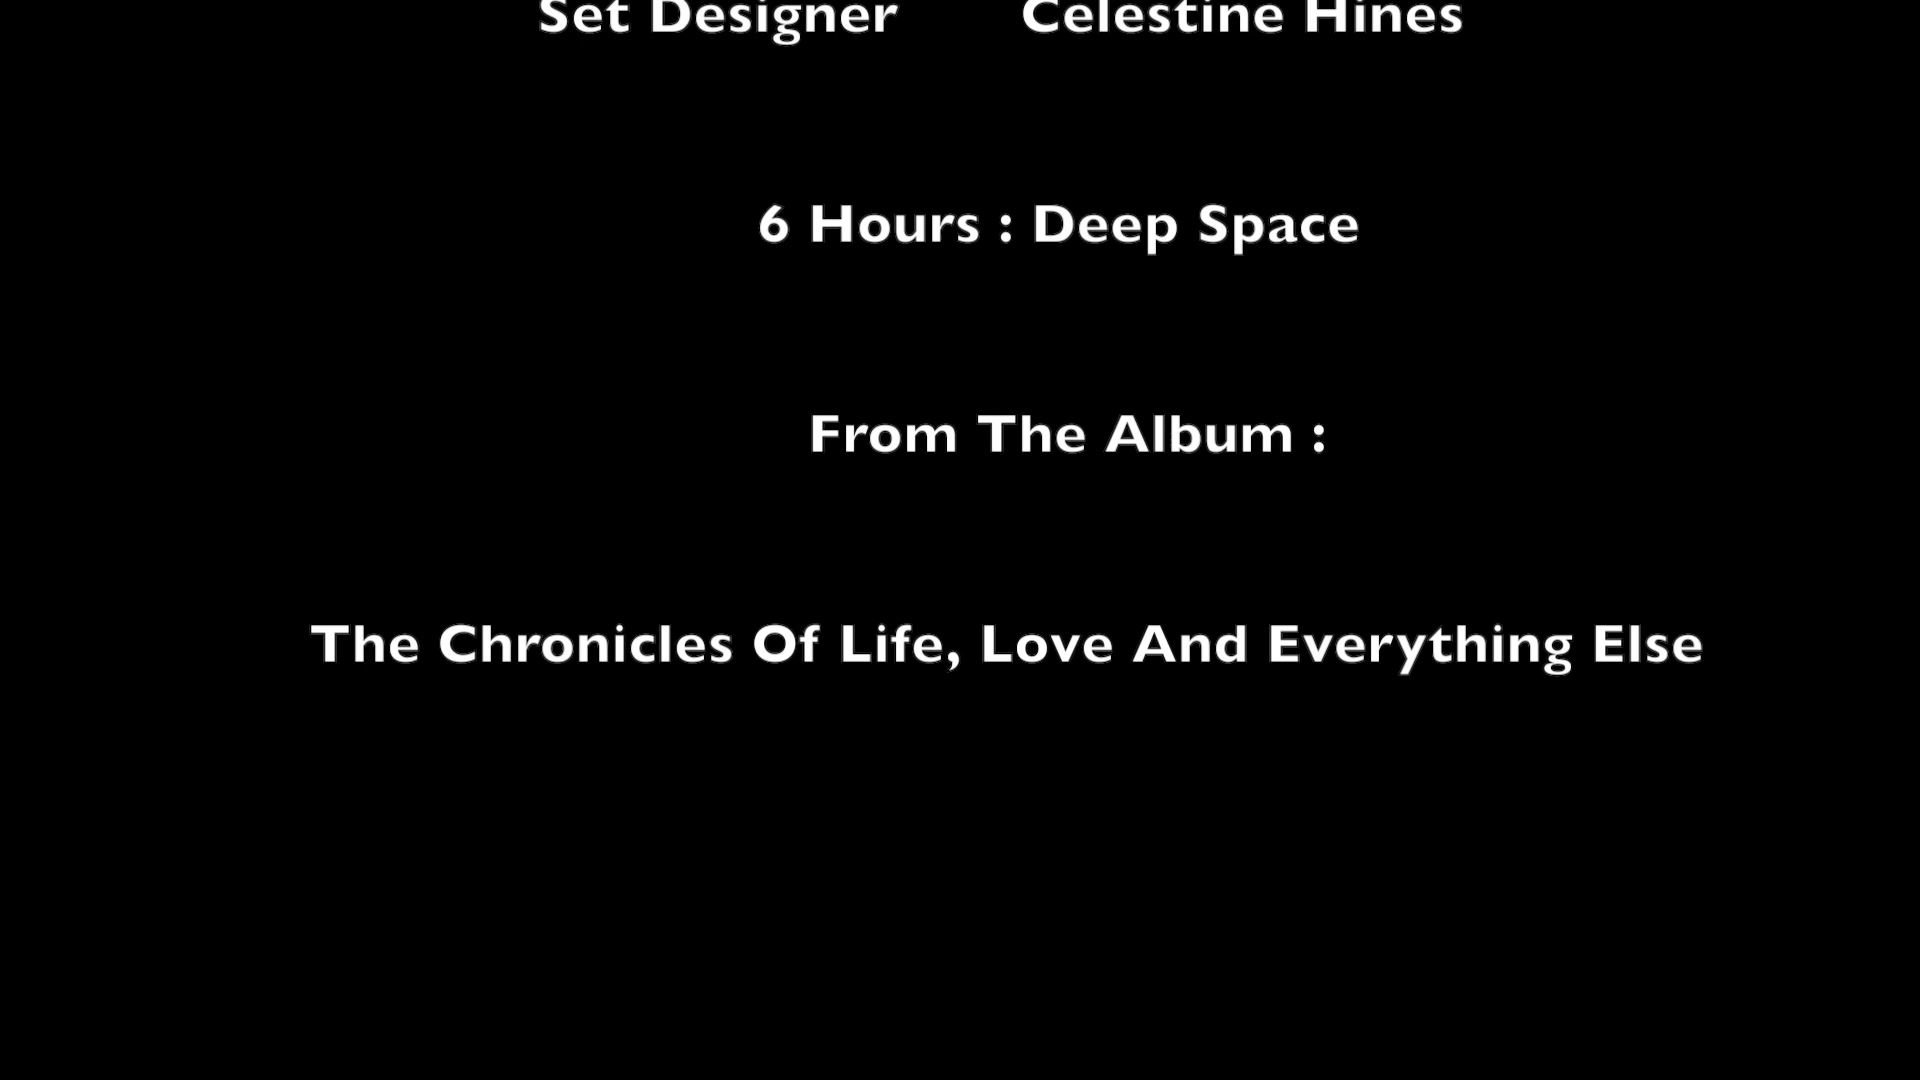 Set Designer Celestine Hines
6 Hours : Deep Space
From The Album :
The Chronicles Of Life, Love And Everything Else